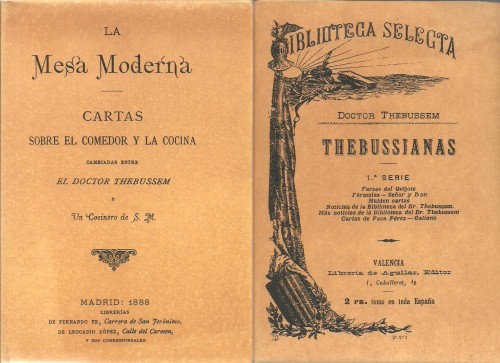 LA
Mesa Moderna
CARTAS
SOBRE EL COMEDOR Y LA COCINA
CAMBIADAS ENTRE
EL DOCTOR THEBUSSEM
Y
Un Cocinero de S. M.
MADRID: 1888
LIBRERÍAS
DE FERNANDO FE, Carrera de San Jerónimo,
DE LEOCADIO LÓPEZ, Calle del Carmen,
Y SUS CORRESPONSALES
BIBLIOTECA SELECTA
DOCTOR THEBUSSEM
THEBUSSIANAS
1.ª SERIE
Farsas del Quijote
Fórmulas—Señor y Don
Hablen cartas
Noticias de la Biblioteca del Dr. Thebussem
Más noticias de la Biblioteca del Dr. Thebussem
Cartas de Paco Pérez—Gallano
VALENCIA
Librería de Aguilar, Editor
1, Caballeros, 1
2 rs. tomo en toda España